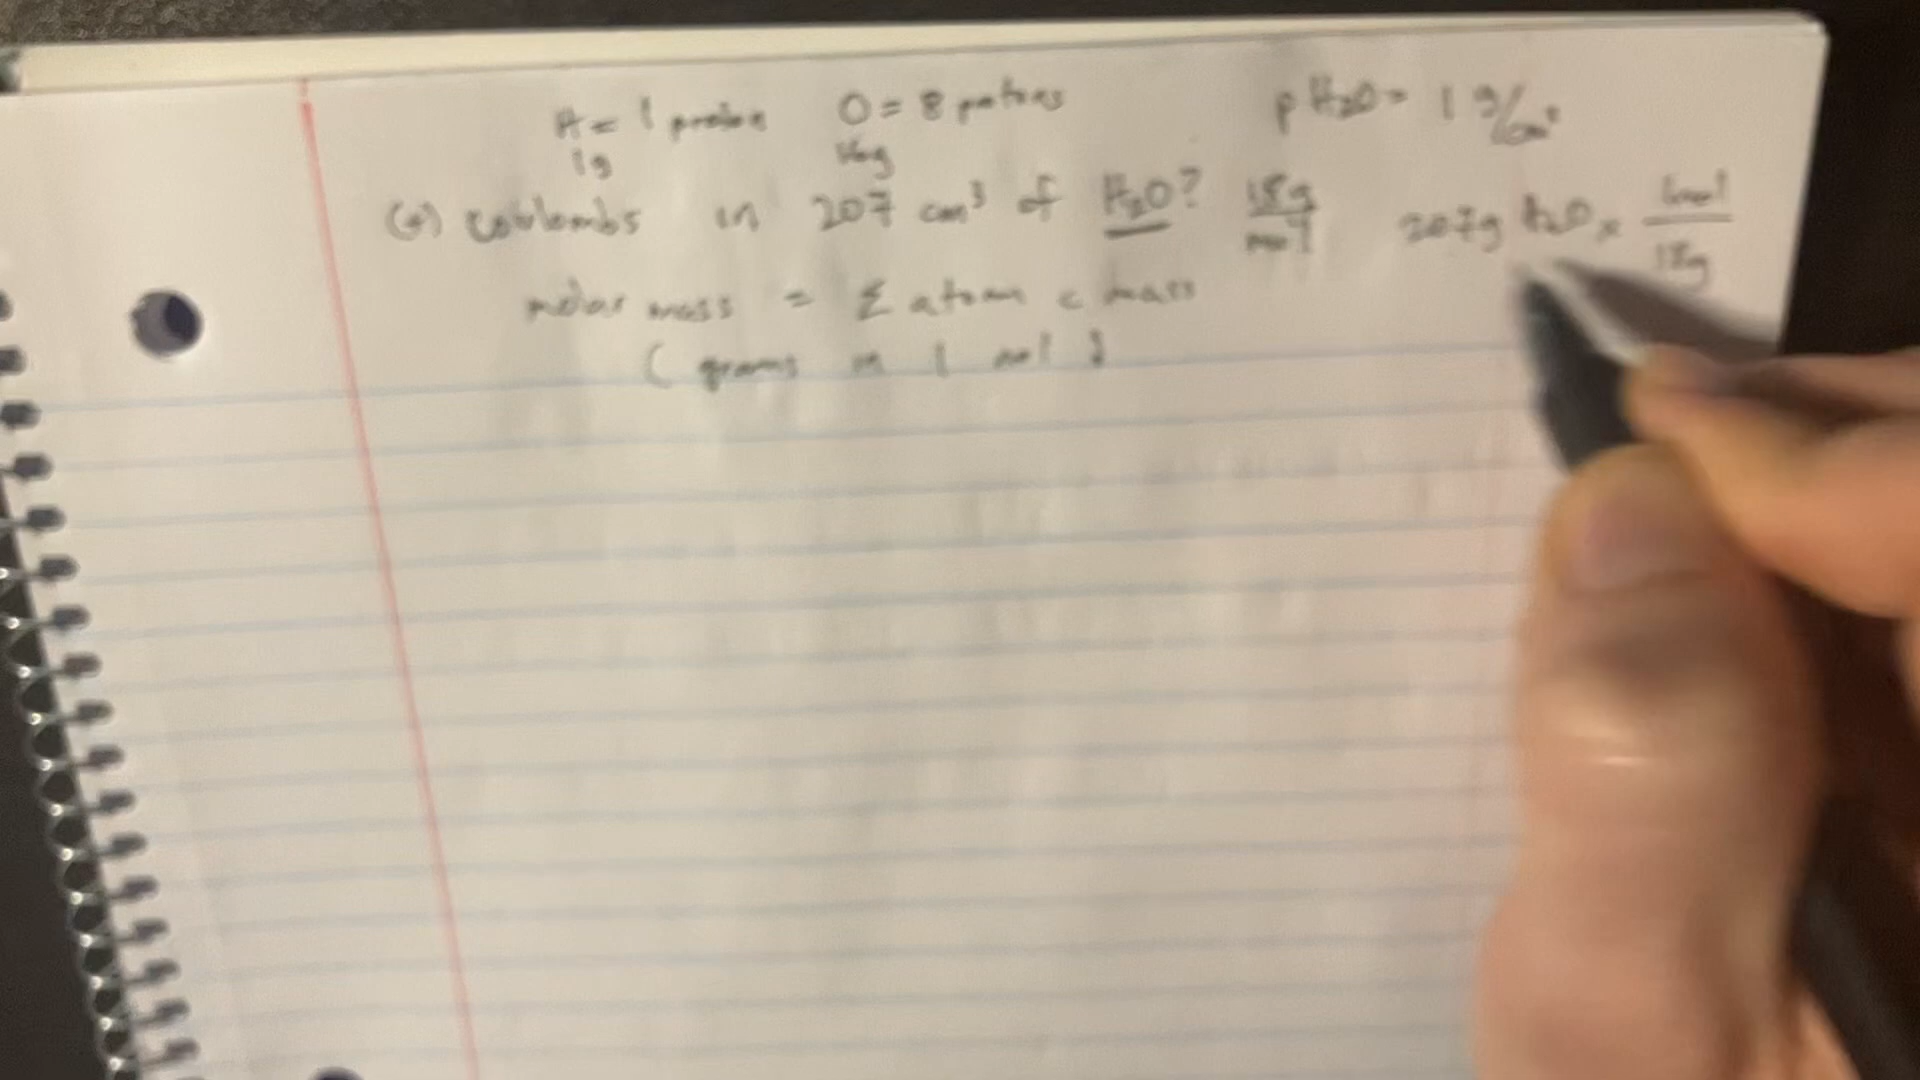 H = 1 proton O = 8 protons ρ H₂O = 1 g/cm³
1g 16g
(+) coulombs in 207 cm³ of H₂O? 18g/mol 207g H₂O × 1mol/18g
molar mass = Σ atomic mass
(grams in 1 mol)